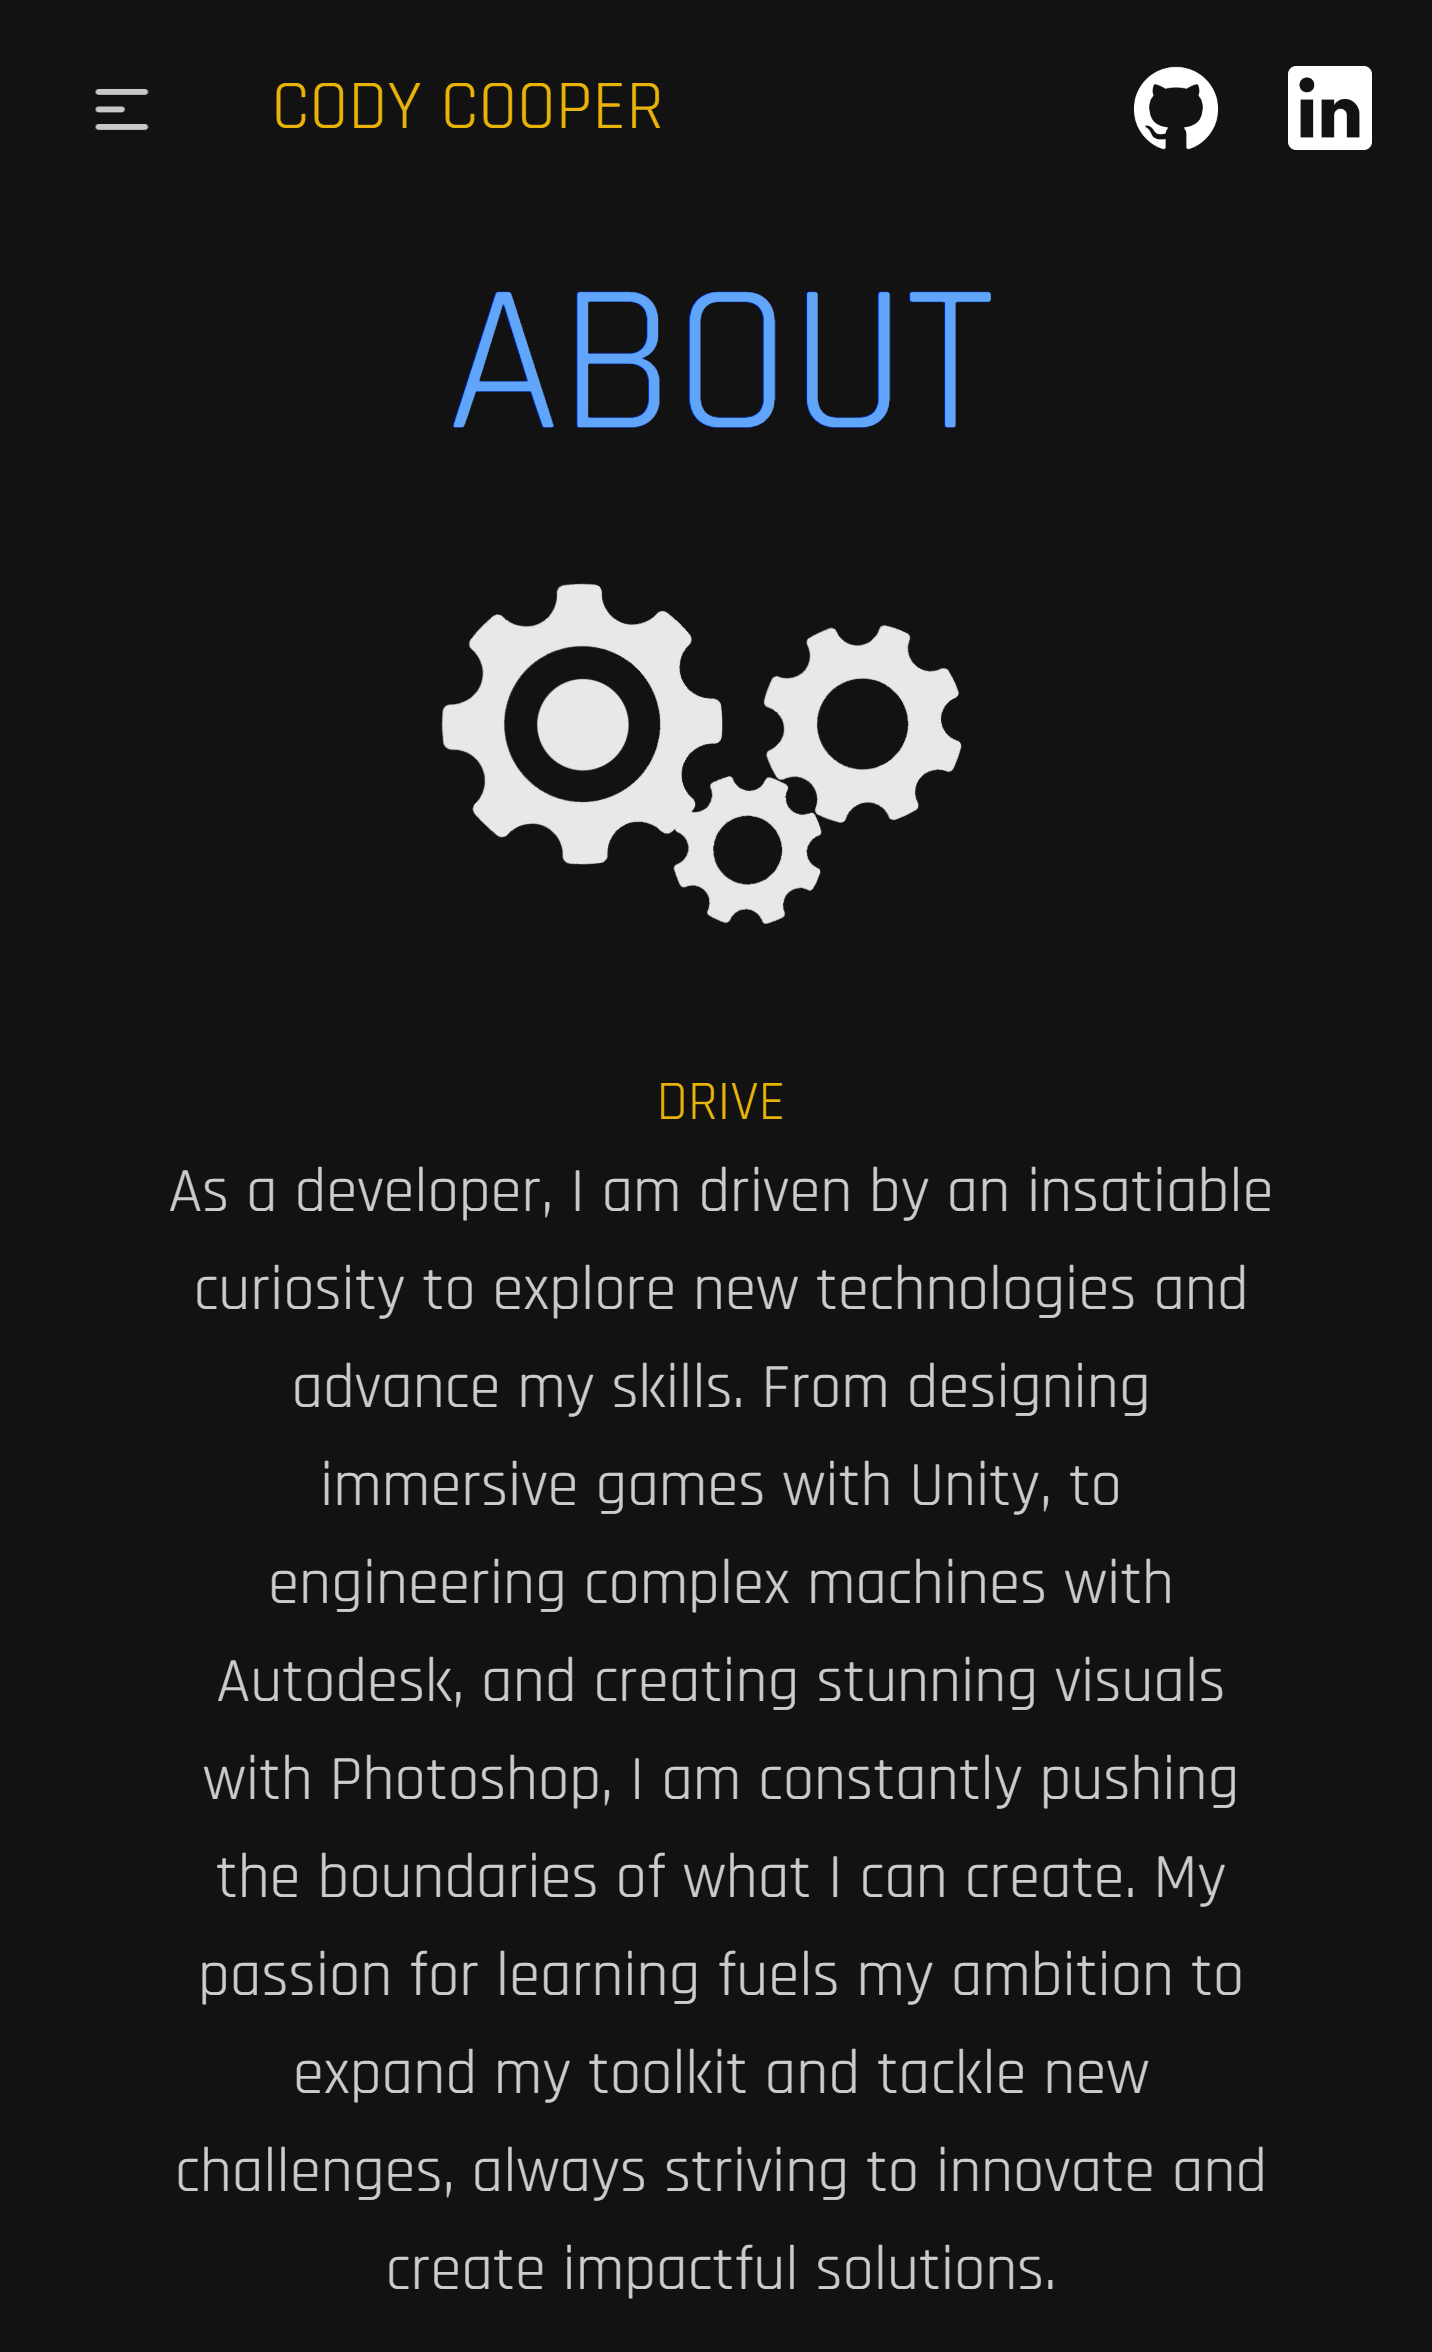 CODY COOPER
in
ABOUT
DRIVE
As a developer, I am driven by an insatiable
curiosity to explore new technologies and
advance my skills. From designing
immersive games with Unity, to
engineering complex machines with
Autodesk, and creating stunning visuals
with Photoshop, I am constantly pushing
the boundaries of what I can create. My
passion for learning fuels my ambition to
expand my toolkit and tackle new
challenges, always striving to innovate and
create impactful solutions.